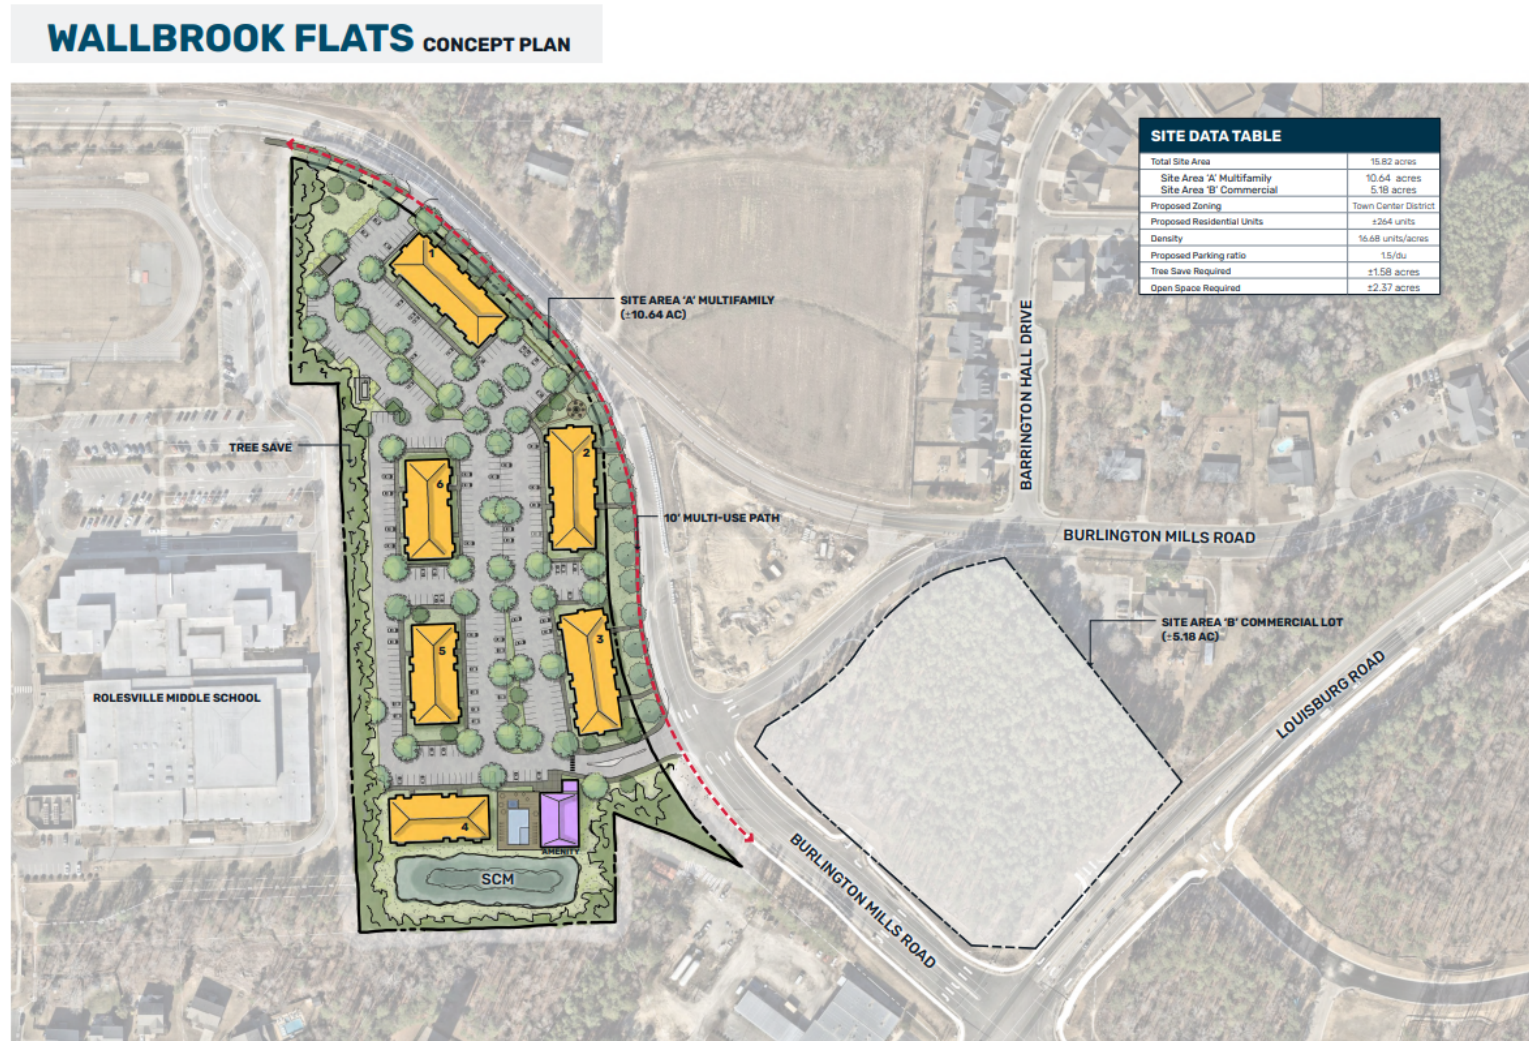 WALLBROOK FLATS CONCEPT PLAN
SITE DATA TABLE
Total Site Area 15.82 acres
Site Area 'A' Multifamily 10.64 acres
Site Area 'B' Commercial 5.18 acres
Proposed Zoning Town Center District
Proposed Residential Units ±264 units
Density 16.68 units/acres
Proposed Parking ratio 1.5/du
Tree Save Required ±1.58 acres
Open Space Required ±2.37 acres
1
SITE AREA 'A' MULTIFAMILY
(±10.64 AC)
BARRINGTON HALL DRIVE
TREE SAVE
2
6
10' MULTI-USE PATH
BURLINGTON MILLS ROAD
SITE AREA 'B' COMMERCIAL LOT
(±5.18 AC)
3
5
LOUISBURG ROAD
ROLESVILLE MIDDLE SCHOOL
4
AMENITY
SCM
BURLINGTON MILLS ROAD